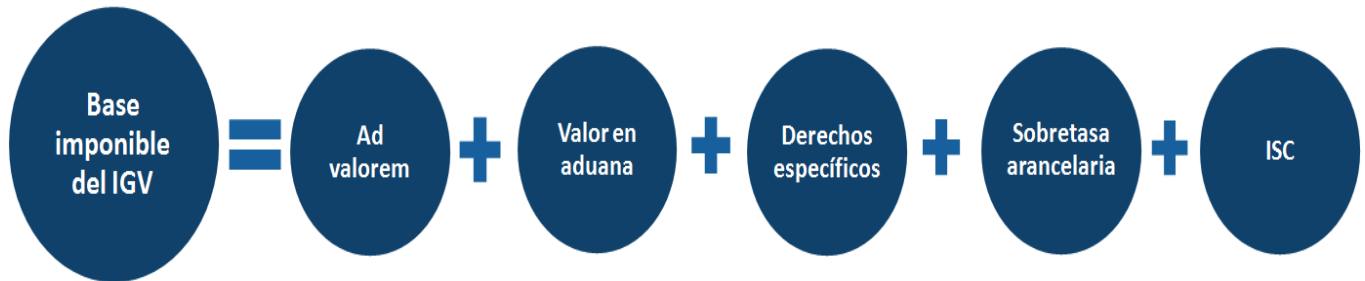 Base
imponible
del IGV
=
Ad
valorem
+
Valor en
aduana
+
Derechos
específicos
+
Sobretasa
arancelaria
+
ISC